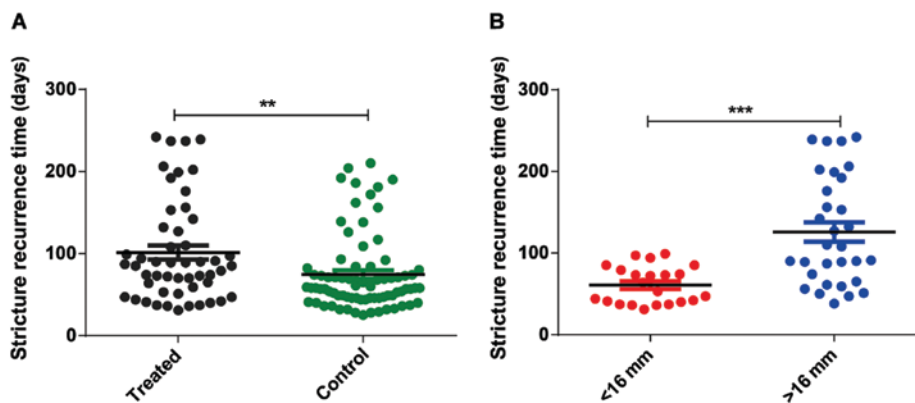 A
Stricture recurrence time (days)
300
200
100
0
**
Treated
Control
B
Stricture recurrence time (days)
300
200
100
0
***
<16 mm
>16 mm